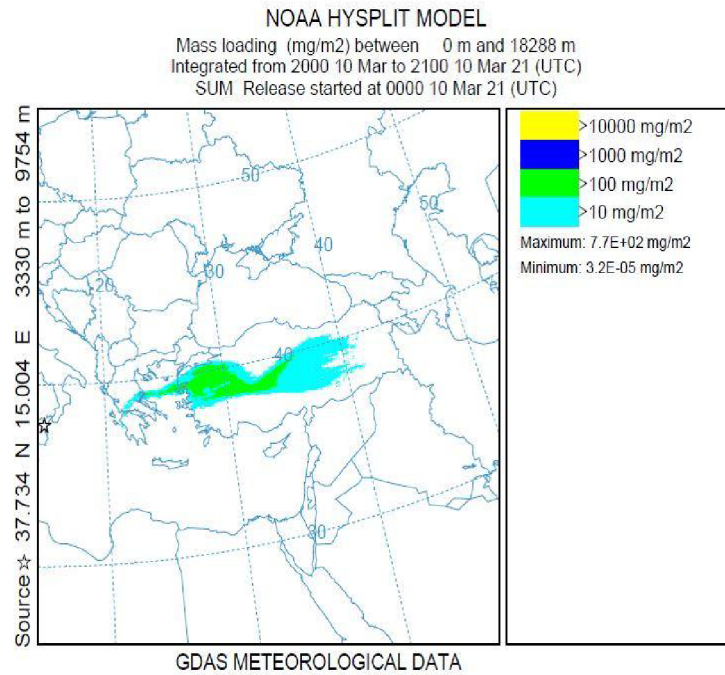 NOAA HYSPLIT MODEL
Mass loading (mg/m2) between 0 m and 18288 m
Integrated from 2000 10 Mar to 2100 10 Mar 21 (UTC)
SUM Release started at 0000 10 Mar 21 (UTC)
Source ☆ 37.734 N 15.004 E 3330 m to 9754 m
50
50
40
30
20
40
30
>10000 mg/m2
>1000 mg/m2
>100 mg/m2
>10 mg/m2
Maximum: 7.7E+02 mg/m2
Minimum: 3.2E-05 mg/m2
GDAS METEOROLOGICAL DATA